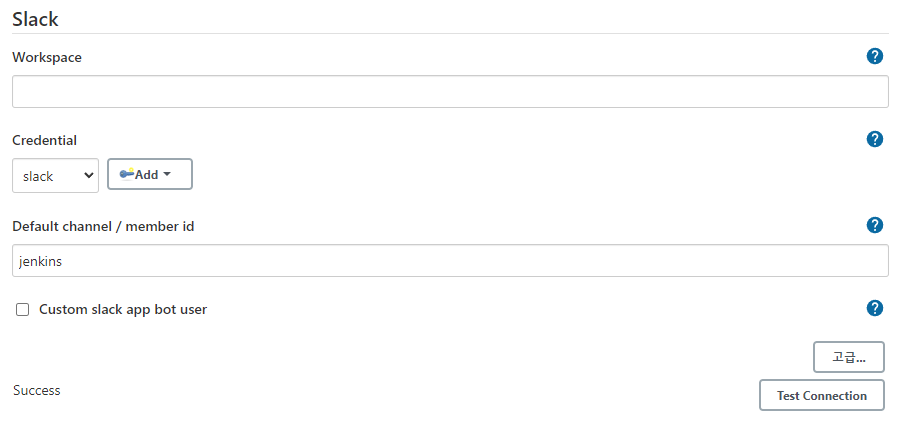 Slack
Workspace
?
Credential
?
slack
Add
Default channel / member id
?
jenkins
Custom slack app bot user
?
고급...
Success
Test Connection